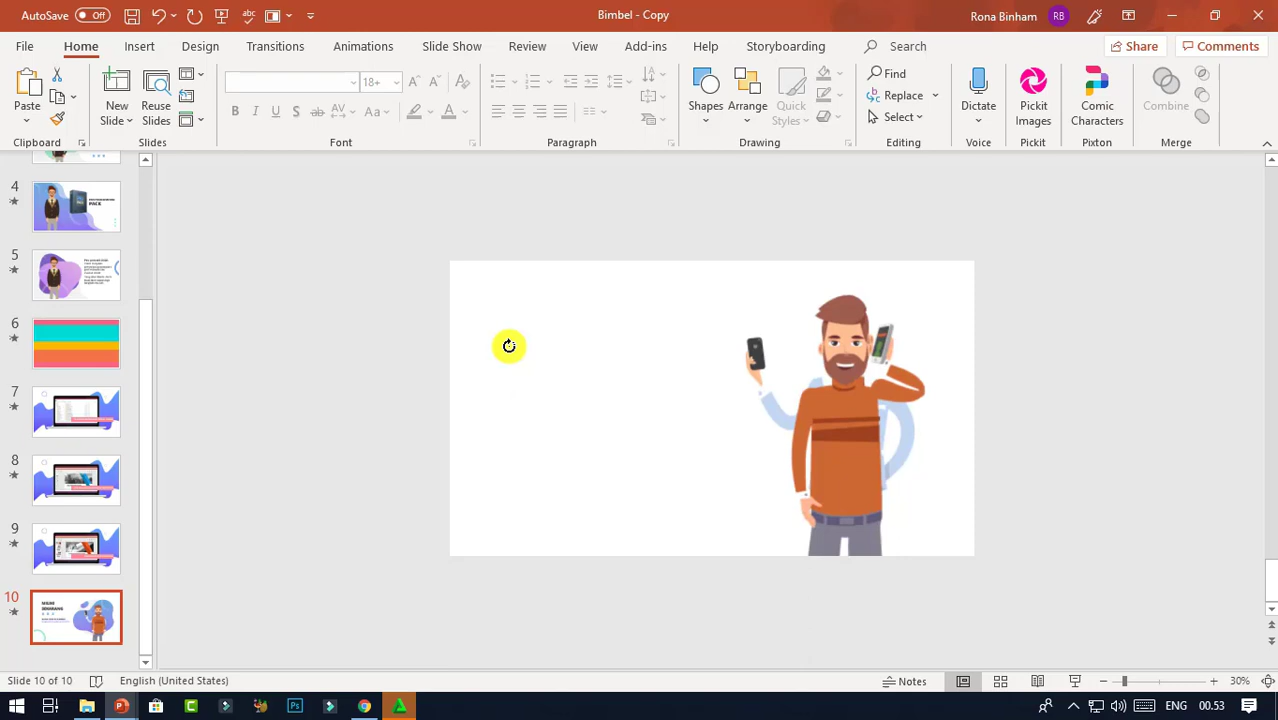 AutoSave Off
Bimbel - Copy
Rona Binham RB
File Home Insert Design Transitions Animations Slide Show Review View Add-ins Help Storyboarding Search Share Comments
Paste
New Slide
Reuse Slides
18+
Shapes
Arrange
Quick Styles
Find
Replace
Select
Dictate
Pickit Images
Comic Characters
Combine
Clipboard Slides Font Paragraph Drawing Editing Voice Pickit Pixton Merge
4
5
6
7
8
9
10
Slide 10 of 10 English (United States) Notes 30%
ENG 00.53